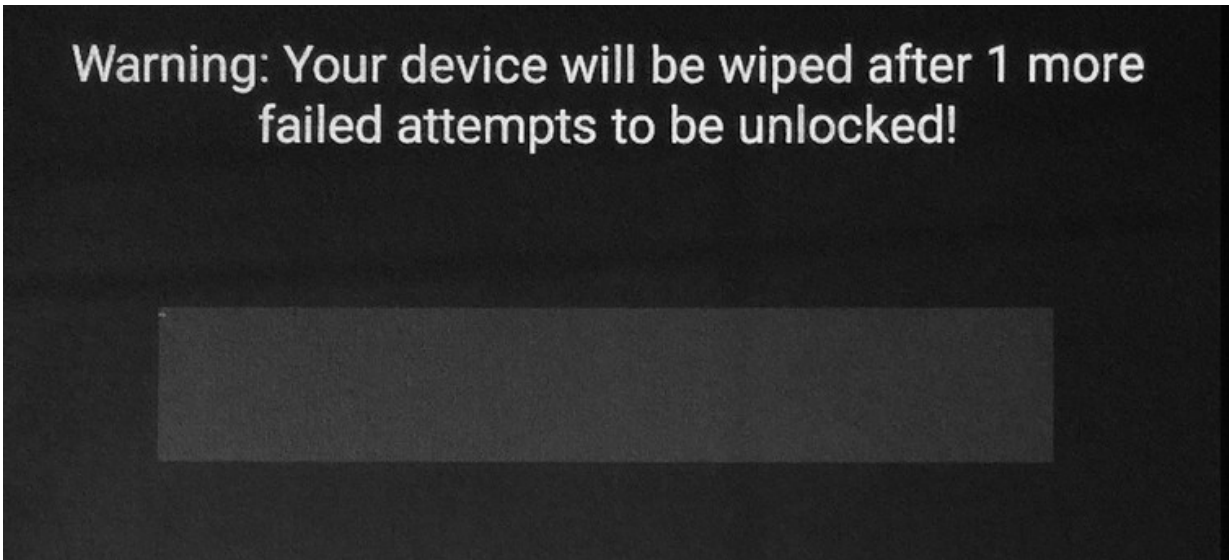 Warning: Your device will be wiped after 1 more
failed attempts to be unlocked!